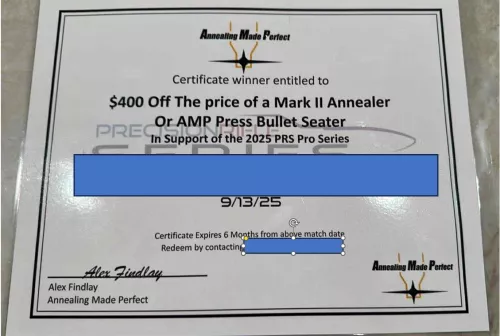 Annealing Made Perfect
Certificate winner entitled to
$400 Off The price of a Mark II Annealer
Or AMP Press Bullet Seater
PRECISION RIFLE
In Support of the 2025 PRS Pro Series
SERIES
9/13/25
Certificate Expires 6 Months from above match date
Redeem by contacting
Alex Findlay
Alex Findlay
Annealing Made Perfect
Annealing Made Perfect